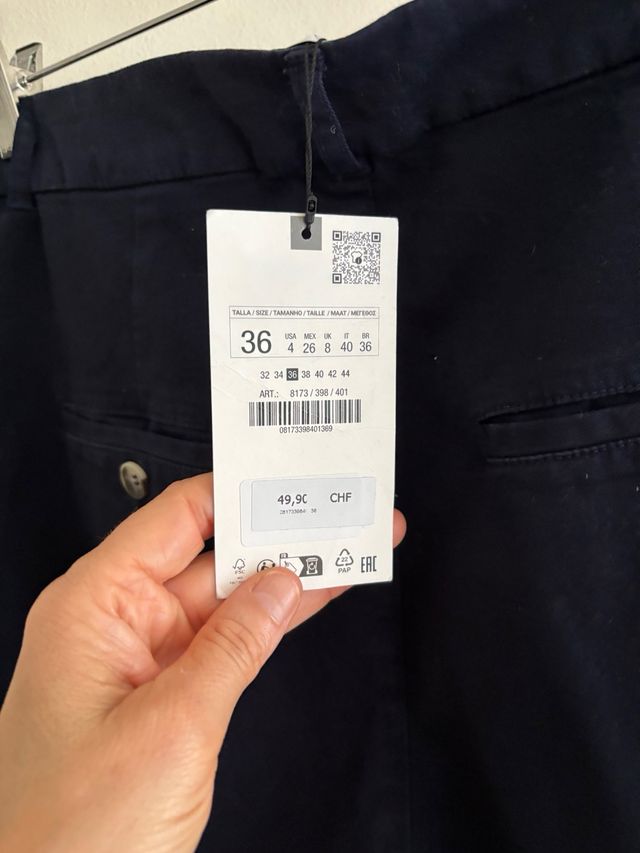 TALLA / SIZE / TAMANHO / TAILLE / MAAT / ΜΕΓΕΘΟΣ
36 USA 4 MEX 26 UK 8 IT 40 BR 36
32 34 36 38 40 42 44
ART.: 8173 / 398 / 401
08173398401369
49,90 CHF
FSC 22 PAP EAC